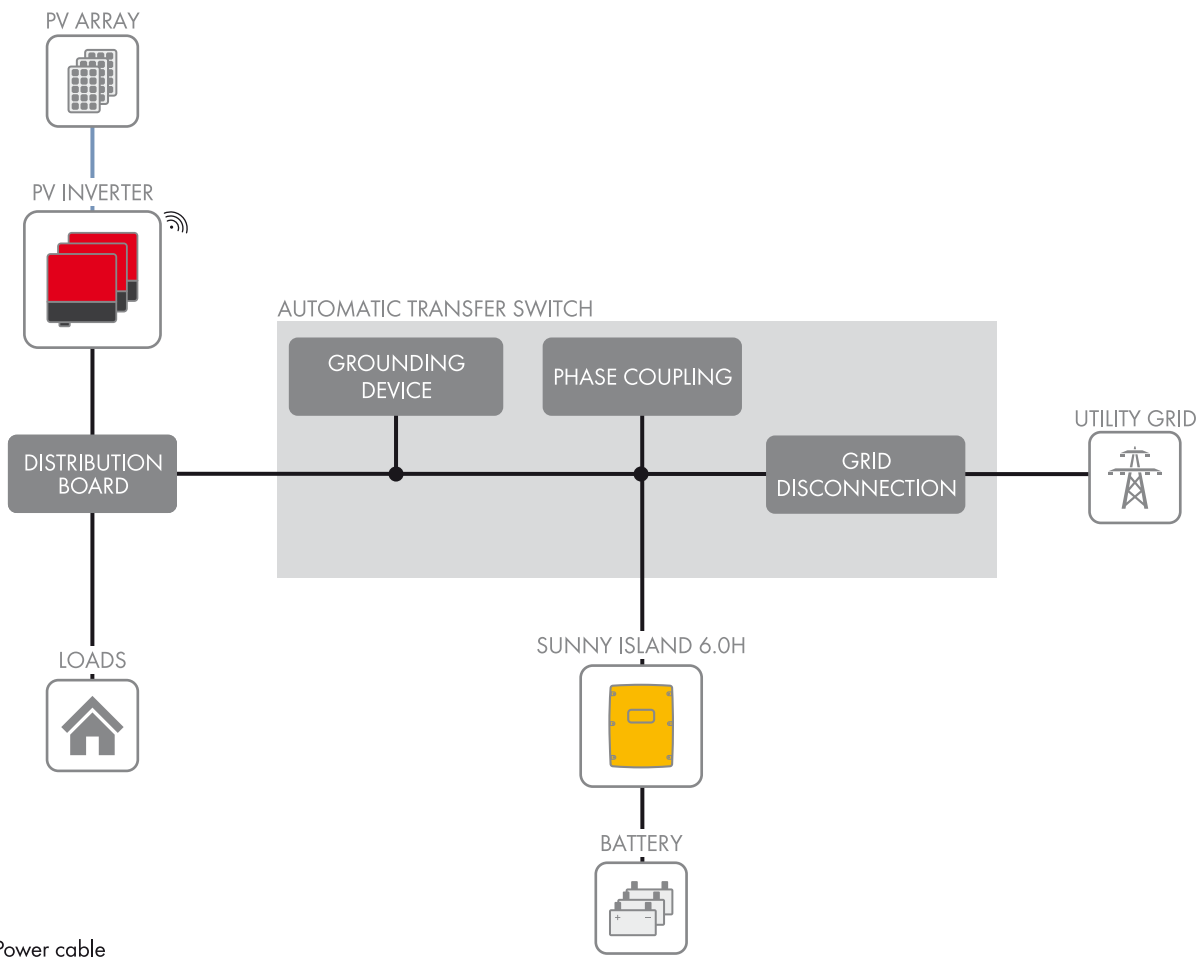 PV ARRAY
PV INVERTER
AUTOMATIC TRANSFER SWITCH
GROUNDING
DEVICE
PHASE COUPLING
UTILITY GRID
DISTRIBUTION
BOARD
GRID
DISCONNECTION
SUNNY ISLAND 6.0H
LOADS
BATTERY
+ −
Power cable